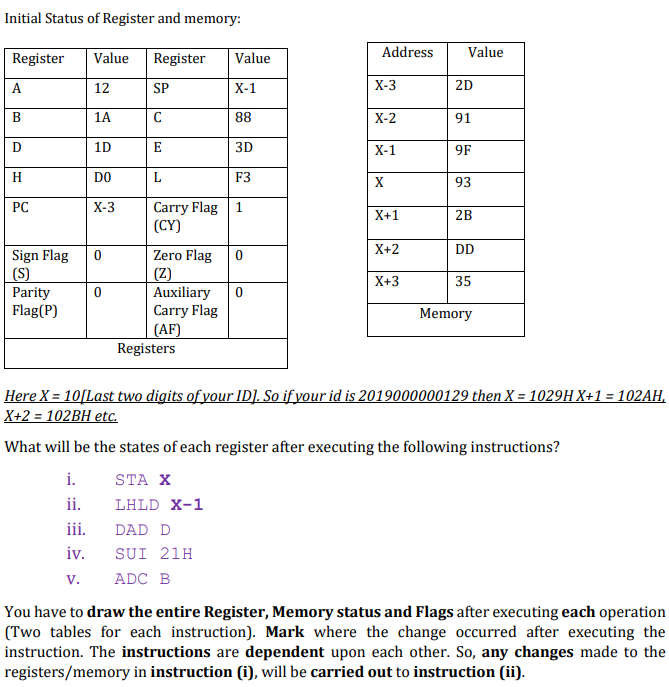 Initial Status of Register and memory:
Register Value Register Value
A 12 SP X-1
B 1A C 88
D 1D E 3D
H D0 L F3
PC X-3 Carry Flag 1
(CY)
Sign Flag 0 Zero Flag 0
(S) (Z)
Parity 0 Auxiliary 0
Flag(P) Carry Flag
(AF)
Registers
Address Value
X-3 2D
X-2 91
X-1 9F
X 93
X+1 2B
X+2 DD
X+3 35
Memory
Here X = 10[Last two digits of your ID]. So if your id is 2019000000129 then X = 1029H X+1 = 102AH,
X+2 = 102BH etc.
What will be the states of each register after executing the following instructions?
i. STA X
ii. LHLD X-1
iii. DAD D
iv. SUI 21H
v. ADC B
You have to draw the entire Register, Memory status and Flags after executing each operation
(Two tables for each instruction). Mark where the change occurred after executing the
instruction. The instructions are dependent upon each other. So, any changes made to the
registers/memory in instruction (i), will be carried out to instruction (ii).